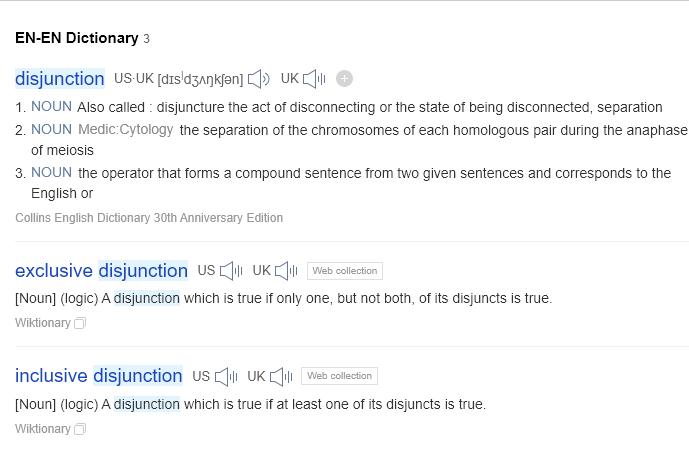 EN-EN Dictionary 3
disjunction US·UK [dɪsˈdʒʌŋkʃən] UK
1. NOUN Also called : disjuncture the act of disconnecting or the state of being disconnected, separation
2. NOUN Medic:Cytology the separation of the chromosomes of each homologous pair during the anaphase
of meiosis
3. NOUN the operator that forms a compound sentence from two given sentences and corresponds to the
English or
Collins English Dictionary 30th Anniversary Edition
exclusive disjunction US UK Web collection
[Noun] (logic) A disjunction which is true if only one, but not both, of its disjuncts is true.
Wiktionary
inclusive disjunction US UK Web collection
[Noun] (logic) A disjunction which is true if at least one of its disjuncts is true.
Wiktionary